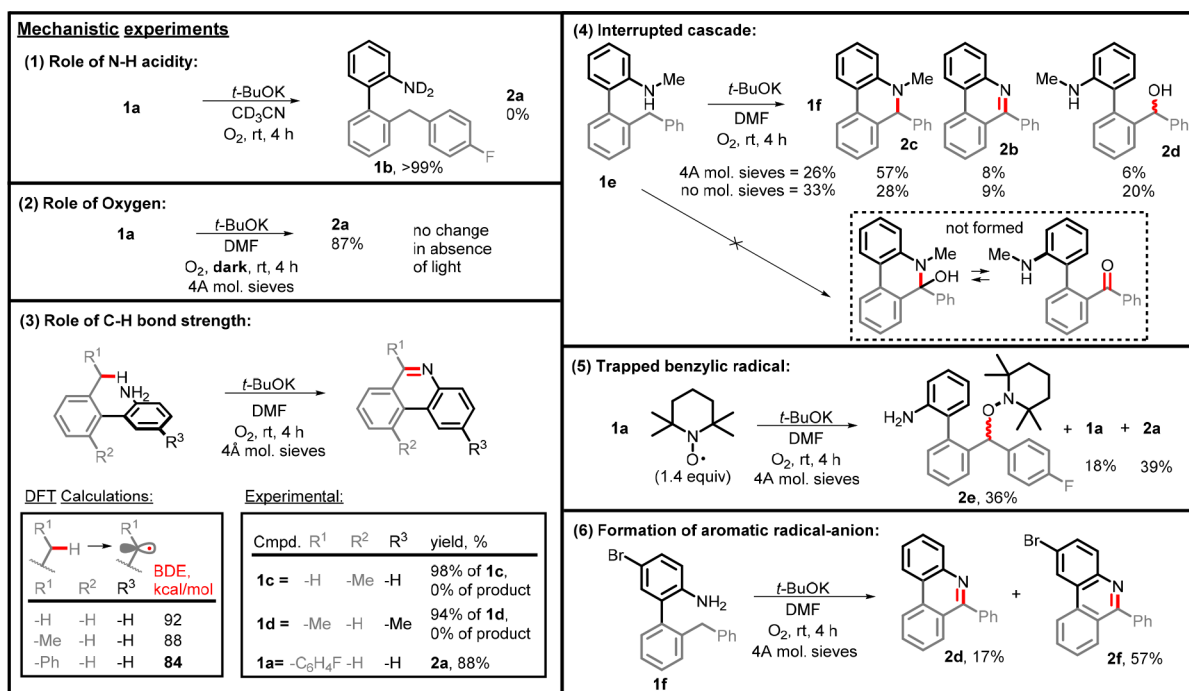 Mechanistic experiments
(1) Role of N-H acidity:
1a
t-BuOK
CD3CN
O2, rt, 4 h
ND2
F
1b, >99%
2a
0%
(2) Role of Oxygen:
1a
t-BuOK
DMF
O2, dark, rt, 4 h
4A mol. sieves
2a
87%
no change
in absence
of light
(3) Role of C-H bond strength:
R1
H
NH2
R2
R3
t-BuOK
DMF
O2, rt, 4 h
4Å mol. sieves
R1
N
R2
R3
DFT Calculations:
R1
H
R1
BDE,
kcal/mol
R1 R2 R3
-H -H -H 92
-Me -H -H 88
-Ph -H -H 84
Experimental:
Cmpd. R1 R2 R3 yield, %
1c = -H -Me -H 98% of 1c,
0% of product
1d = -Me -H -Me 94% of 1d,
0% of product
1a= -C6H4F -H -H 2a, 88%
(4) Interrupted cascade:
N
H
Me
Ph
1e
t-BuOK
DMF
O2, rt, 4 h
1f
N
Me
Ph
2c
N
Ph
2b
Me
N
H
OH
Ph
2d
4A mol. sieves = 26% 57% 8% 6%
no mol. sieves = 33% 28% 9% 20%
not formed
N
Me
OH
Ph
Me
N
H
O
Ph
(5) Trapped benzylic radical:
1a
N
O•
(1.4 equiv)
t-BuOK
DMF
O2, rt, 4 h
4A mol. sieves
H2N
O
N
F
2e, 36%
+ 1a + 2a
18% 39%
(6) Formation of aromatic radical-anion:
Br
NH2
Ph
1f
t-BuOK
DMF
O2, rt, 4 h
4A mol. sieves
N
Ph
2d, 17%
+
Br
N
Ph
2f, 57%